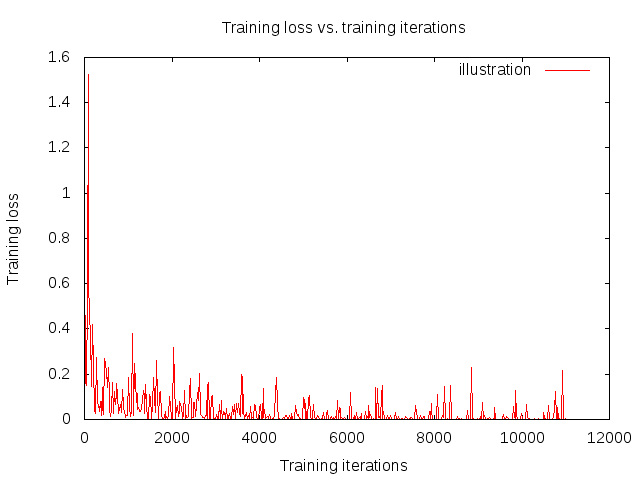 Training loss vs. training iterations
illustration
Training loss
1.6
1.4
1.2
1
0.8
0.6
0.4
0.2
0
0 2000 4000 6000 8000 10000 12000
Training iterations